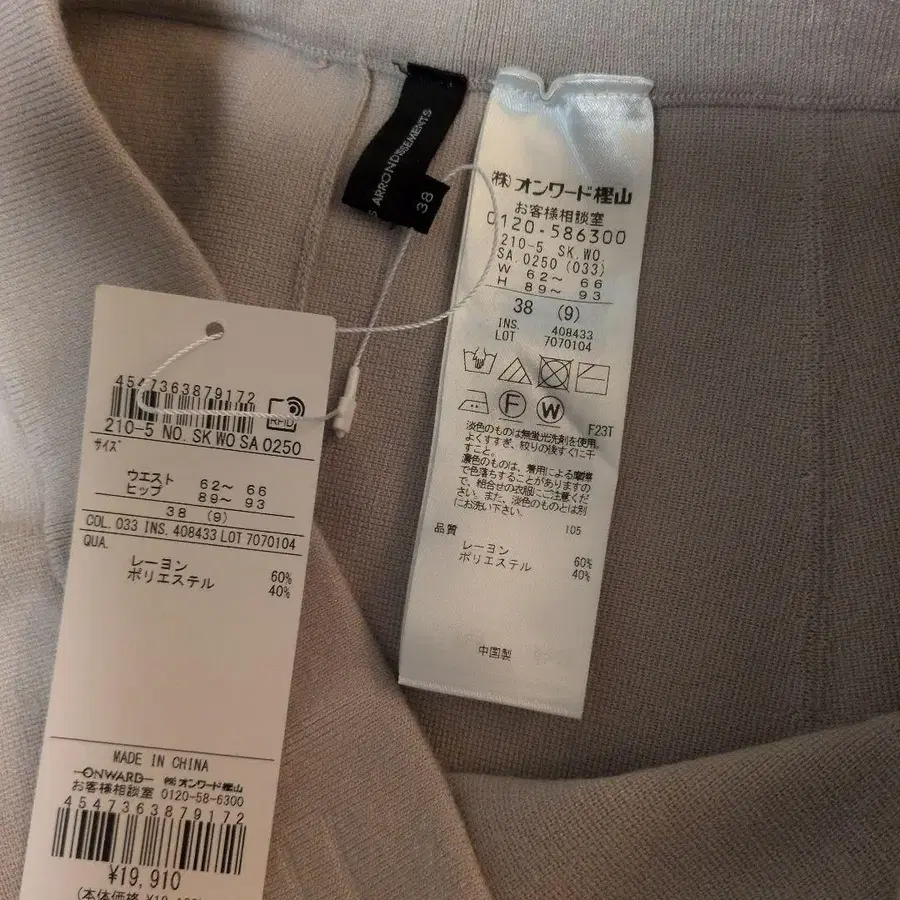 ARRONDISSEMENTS
38
㈱オンワード樫山
お客様相談室
0120-586300
210-5 SK.WO.
SA.0250 (033)
W 62～ 66
H 89～ 93
38 (9)
INS. 408433
LOT 7070104
F W
F23T
淡色のものは無蛍光洗剤を使用。
よくすすぎ、絞りの後すぐに干
すこと。
濃色のものは、着用による摩擦
で色落ちすることがありますの
で、組合せの衣服にご注意くだ
さい。また、淡色のものとは別
にお洗い下さい。
品質 105
レーヨン 60%
ポリエステル 40%
中国製
4547363879172
RFID
210-5 NO. SK WO SA 0250
サイズ
ウエスト 62～ 66
ヒップ 89～ 93
38 (9)
COL. 033 INS. 408433 LOT 7070104
QUA.
レーヨン 60%
ポリエステル 40%
MADE IN CHINA
ONWARD ㈱オンワード樫山
お客様相談室 0120-58-6300
4547363879172
¥19,910
(本体価格